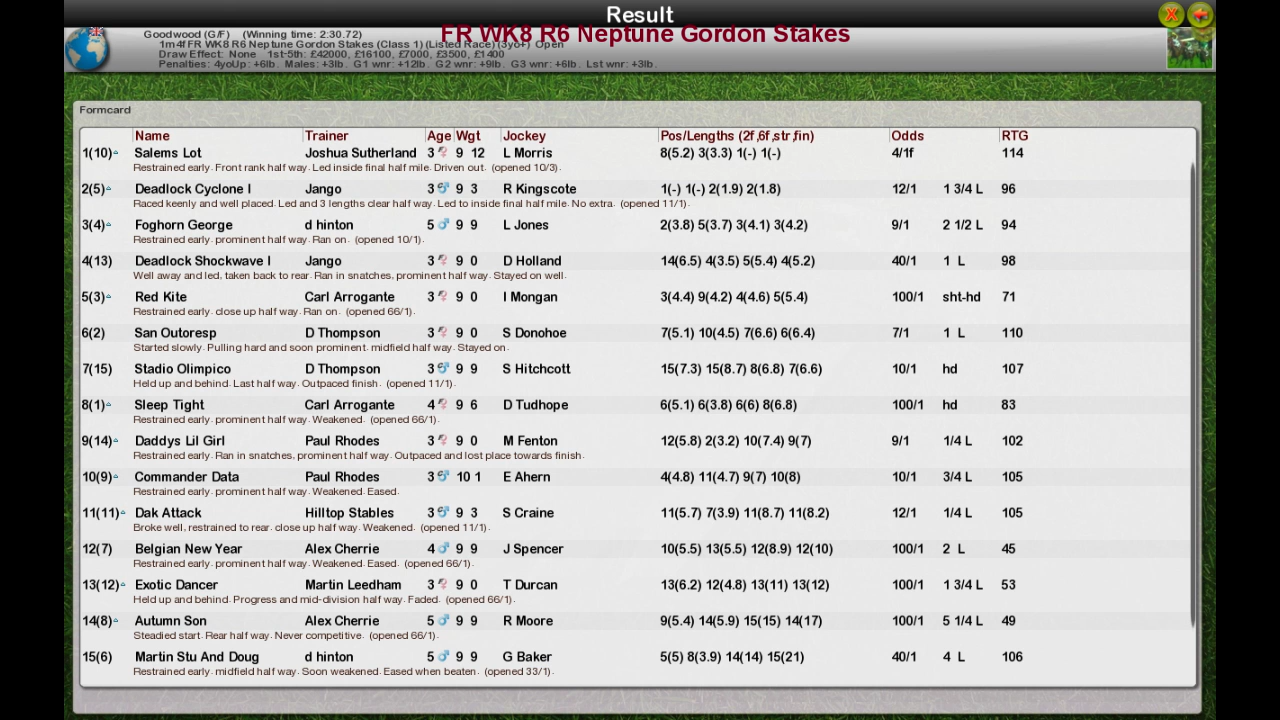 Result
Goodwood (G/F) (Winning time: 2:30.72)
FR WK8 R6 Neptune Gordon Stakes
1m4f FR WK8 R6 Neptune Gordon Stakes (Class 1) (Listed Race) (3yo+) Open
Draw Effect: None 1st-5th: £42000, £16100, £7000, £3500, £1400
Penalties: 4yoUp: +6lb. Males: +3lb. G1 wnr: +12lb. G2 wnr: +9lb. G3 wnr: +6lb. Lst wnr: +3lb.
Formcard
Name Trainer Age Wgt Jockey Pos/Lengths (2f,6f,str,fin) Odds RTG
1(10) Salems Lot Joshua Sutherland 3 9 12 L Morris 8(5.2) 3(3.3) 1(-) 1(-) 4/1f 114
Restrained early. Front rank half way. Led inside final half mile. Driven out. (opened 10/3).
2(5) Deadlock Cyclone I Jango 3 9 3 R Kingscote 1(-) 1(-) 2(1.9) 2(1.8) 12/1 1 3/4 L 96
Raced keenly and well placed. Led and 3 lengths clear half way. Led to inside final half mile. No extra. (opened 11/1).
3(4) Foghorn George d hinton 5 9 9 L Jones 2(3.8) 5(3.7) 3(4.1) 3(4.2) 9/1 2 1/2 L 94
Restrained early. prominent half way. Ran on. (opened 10/1).
4(13) Deadlock Shockwave I Jango 3 9 0 D Holland 14(6.5) 4(3.5) 5(5.4) 4(5.2) 40/1 1 L 98
Well away and led, taken back to rear. Ran in snatches, prominent half way. Stayed on well.
5(3) Red Kite Carl Arrogante 3 9 0 I Mongan 3(4.4) 9(4.2) 4(4.6) 5(5.4) 100/1 sht-hd 71
Restrained early. close up half way. Ran on. (opened 66/1).
6(2) San Outoresp D Thompson 3 9 0 S Donohoe 7(5.1) 10(4.5) 7(6.6) 6(6.4) 7/1 1 L 110
Started slowly. Pulling hard and soon prominent. midfield half way. Stayed on.
7(15) Stadio Olimpico D Thompson 3 9 9 S Hitchcott 15(7.3) 15(8.7) 8(6.8) 7(6.6) 10/1 hd 107
Held up and behind. Last half way. Outpaced finish. (opened 11/1).
8(1) Sleep Tight Carl Arrogante 4 9 6 D Tudhope 6(5.1) 6(3.8) 6(6) 8(6.8) 100/1 hd 83
Restrained early. prominent half way. Weakened. (opened 66/1).
9(14) Daddys Lil Girl Paul Rhodes 3 9 0 M Fenton 12(5.8) 2(3.2) 10(7.4) 9(7) 9/1 1/4 L 102
Restrained early. Ran in snatches, prominent half way. Outpaced and lost place towards finish.
10(9) Commander Data Paul Rhodes 3 10 1 E Ahern 4(4.8) 11(4.7) 9(7) 10(8) 10/1 3/4 L 105
Restrained early. prominent half way. Weakened. Eased.
11(11) Dak Attack Hilltop Stables 3 9 3 S Craine 11(5.7) 7(3.9) 11(8.7) 11(8.2) 12/1 1/4 L 105
Broke well, restrained to rear. close up half way. Weakened. (opened 11/1).
12(7) Belgian New Year Alex Cherrie 4 9 9 J Spencer 10(5.5) 13(5.5) 12(8.9) 12(10) 100/1 2 L 45
Restrained early. prominent half way. Weakened. Eased. (opened 66/1).
13(12) Exotic Dancer Martin Leedham 3 9 0 T Durcan 13(6.2) 12(4.8) 13(11) 13(12) 100/1 1 3/4 L 53
Held up and behind. Progress and mid-division half way. Faded. (opened 66/1).
14(8) Autumn Son Alex Cherrie 5 9 9 R Moore 9(5.4) 14(5.9) 15(15) 14(17) 100/1 5 1/4 L 49
Steadied start. Rear half way. Never competitive. (opened 66/1).
15(6) Martin Stu And Doug d hinton 5 9 9 G Baker 5(5) 8(3.9) 14(14) 15(21) 40/1 4 L 106
Restrained early. midfield half way. Soon weakened. Eased when beaten. (opened 33/1).